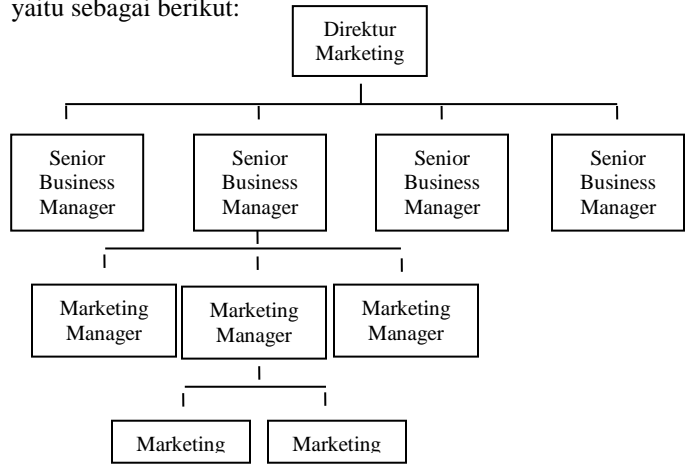 yaitu sebagai berikut:
Direktur
Marketing
Senior
Business
Manager
Senior
Business
Manager
Senior
Business
Manager
Senior
Business
Manager
Marketing
Manager
Marketing
Manager
Marketing
Manager
Marketing
Marketing